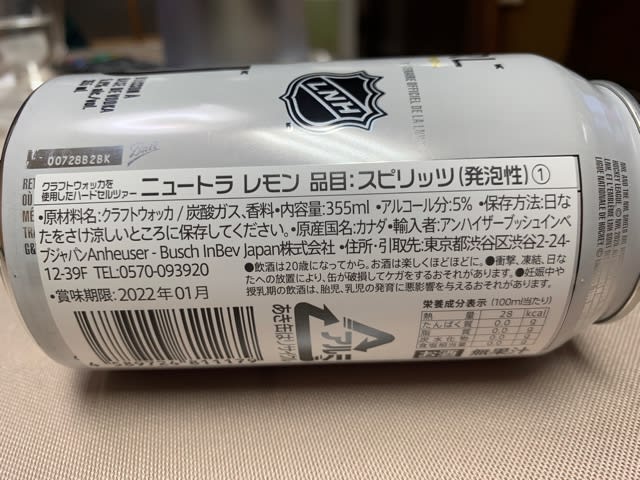 NHL
00728B2BK
Ball
クラフトウォッカを
使用したハードセルツァー ニュートラ レモン 品目:スピリッツ(発泡性)①
•原材料名:クラフトウォッカ / 炭酸ガス、香料•内容量:355ml •アルコール分:5% •保存方法:日な
たをさけ涼しいところに保存してください。•原産国名:カナダ•輸入者:アンハイザーブッシュインベ
ブジャパンAnheuser - Busch InBev Japan株式会社 •住所･引取先:東京都渋谷区渋谷2-24-
12-39F TEL:0570-093920
●飲酒は20歳になってから。お酒は楽しくほどほどに。●衝撃、凍結、日な
たへの放置により、缶が破損してケガをするおそれがあります。●妊娠中や
授乳期の飲酒は、胎児、乳児の発育に悪影響を与えるおそれがあります。
•賞味期限:2022年01月
栄養成分表示 (100ml当たり)
熱量 28 kcal
たんぱく質 0.0 g
脂質 0.0 g
炭水化物 0.0 g
食塩相当量 0.0 g
お酒 無果汁
アルミ
あき缶はリサイクル
4 589724 811175